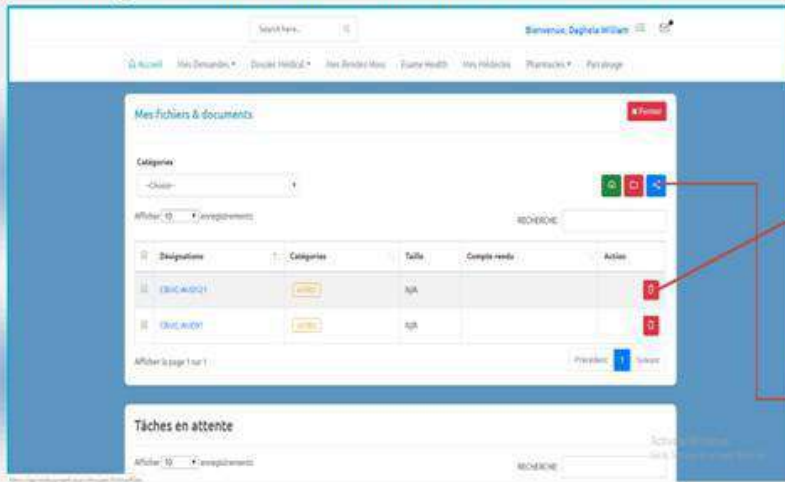 Search here..
Bienvenue, Daghela William
Accueil Mes Demandes Dossier Médical Mes Rendez-Vous Exame Health Mes Médecins Pharmacies Parrainage
Mes fichiers & documents
Fermer
Catégories
--Choisir--
Afficher 10 enregistrements
RECHERCHE
Désignations Catégories Taille Compte rendu Action
N/A
N/A
Afficher la page 1 sur 1
Précédent 1 Suivant
Tâches en attente
Afficher 10 enregistrements
RECHERCHE